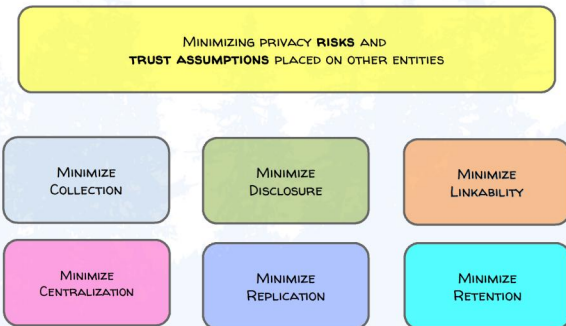 Minimizing privacy risks and
trust assumptions placed on other entities
Minimize
Collection
Minimize
Disclosure
Minimize
Linkability
Minimize
Centralization
Minimize
Replication
Minimize
Retention